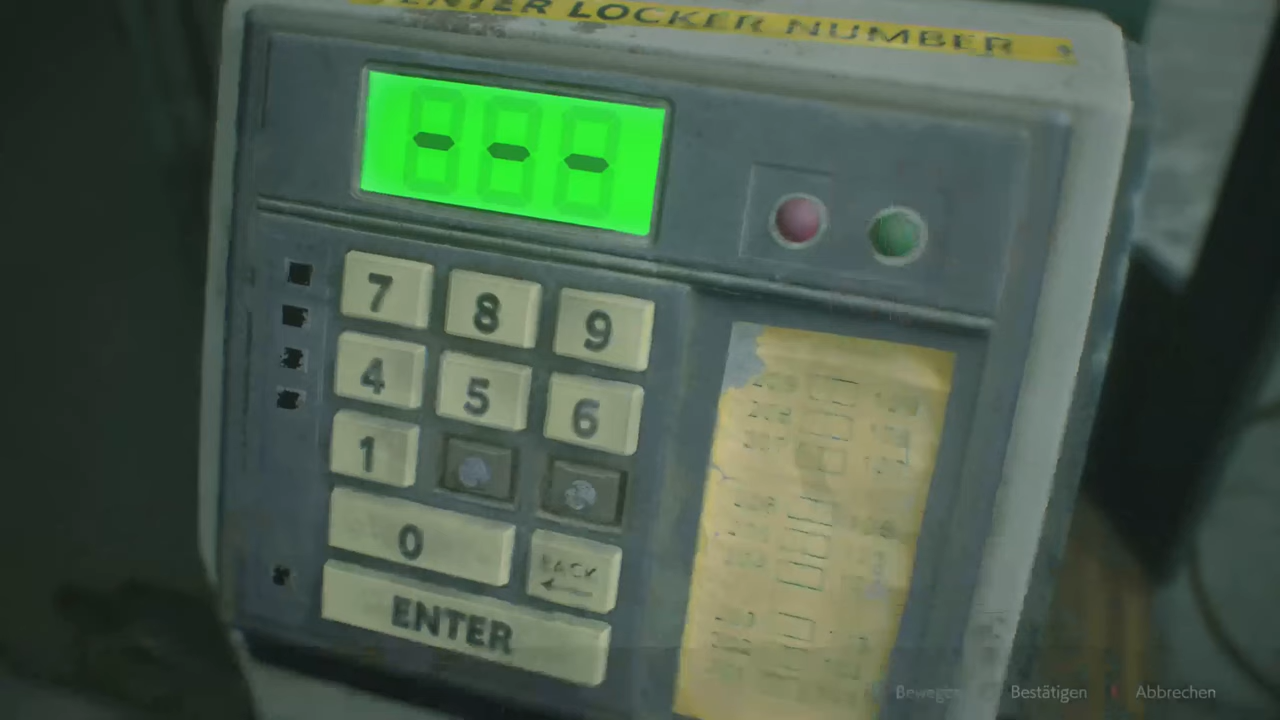 ENTER LOCKER NUMBER
7 8 9
4 5 6
1
0 BACK
ENTER
Bewegen Bestätigen Abbrechen